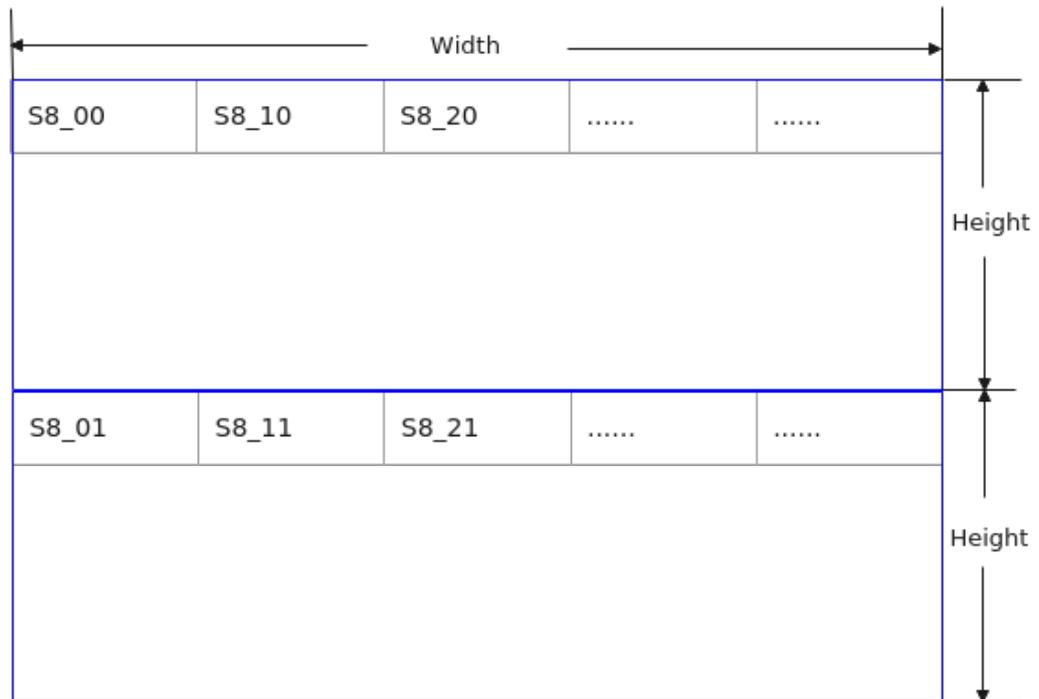 Width
S8_00 S8_10 S8_20 ...... ......
Height
S8_01 S8_11 S8_21 ...... ......
Height